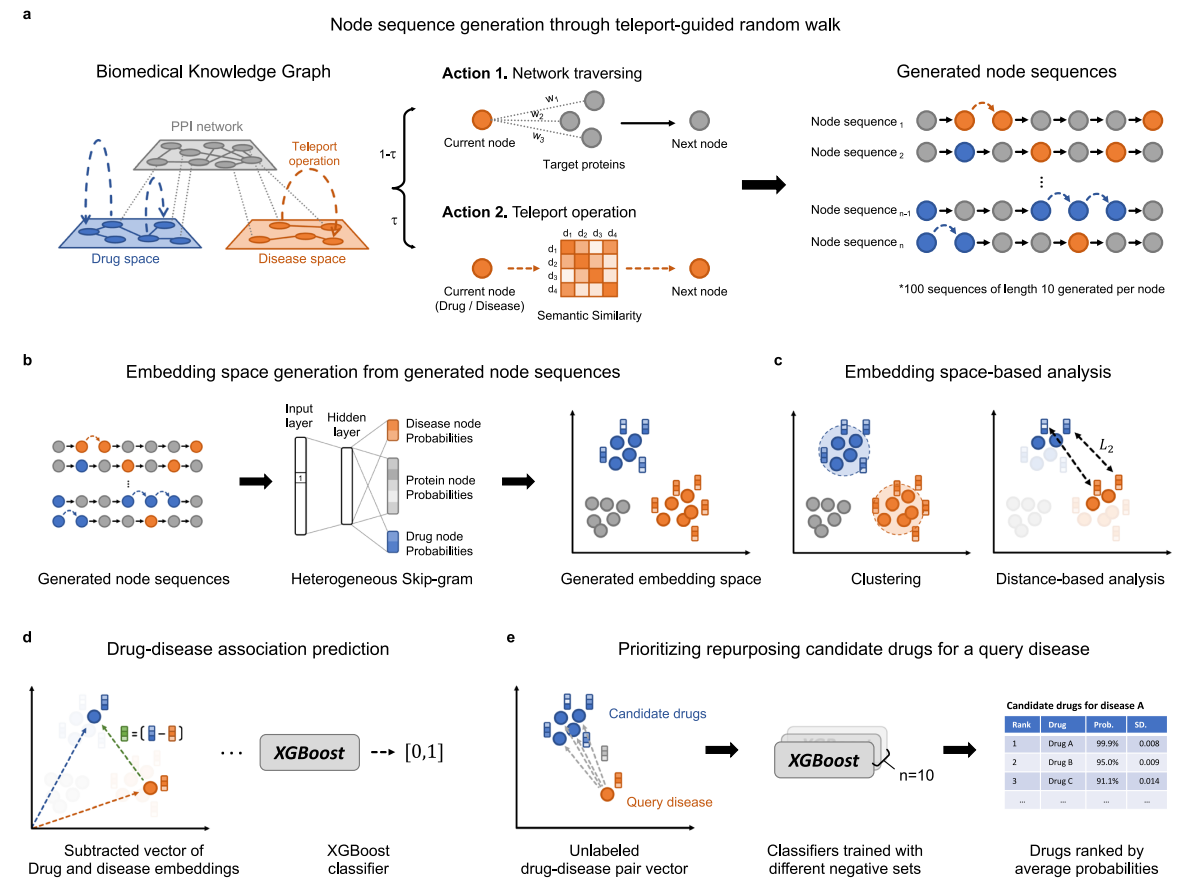 a
Node sequence generation through teleport-guided random walk
Biomedical Knowledge Graph
PPI network
Teleport
operation
Drug space
Disease space
1-τ
τ
Action 1. Network traversing
w1
w2
w3
Current node
Target proteins
Next node
Action 2. Teleport operation
d1 d2 d3 d4
d1
d2
d3
d4
Current node
(Drug / Disease)
Semantic Similarity
Next node
Generated node sequences
Node sequence 1
Node sequence 2
⋮
Node sequence n-1
Node sequence n
*100 sequences of length 10 generated per node
b
Embedding space generation from generated node sequences
⋮
Generated node sequences
Input
layer
Hidden
layer
1
Disease node
Probabilities
Protein node
Probabilities
Drug node
Probabilities
Heterogeneous Skip-gram
Generated embedding space
c
Embedding space-based analysis
Clustering
L2
Distance-based analysis
d
Drug-disease association prediction
=( - )
...
XGBoost
[0,1]
Subtracted vector of
Drug and disease embeddings
XGBoost
classifier
e
Prioritizing repurposing candidate drugs for a query disease
Candidate drugs
Query disease
Unlabeled
drug-disease pair vector
XGBoost
n=10
Classifiers trained with
different negative sets
Candidate drugs for disease A
Rank Drug Prob. SD.
1 Drug A 99.9% 0.008
2 Drug B 95.0% 0.009
3 Drug C 91.1% 0.014
... ... ... ...
Drugs ranked by
average probabilities